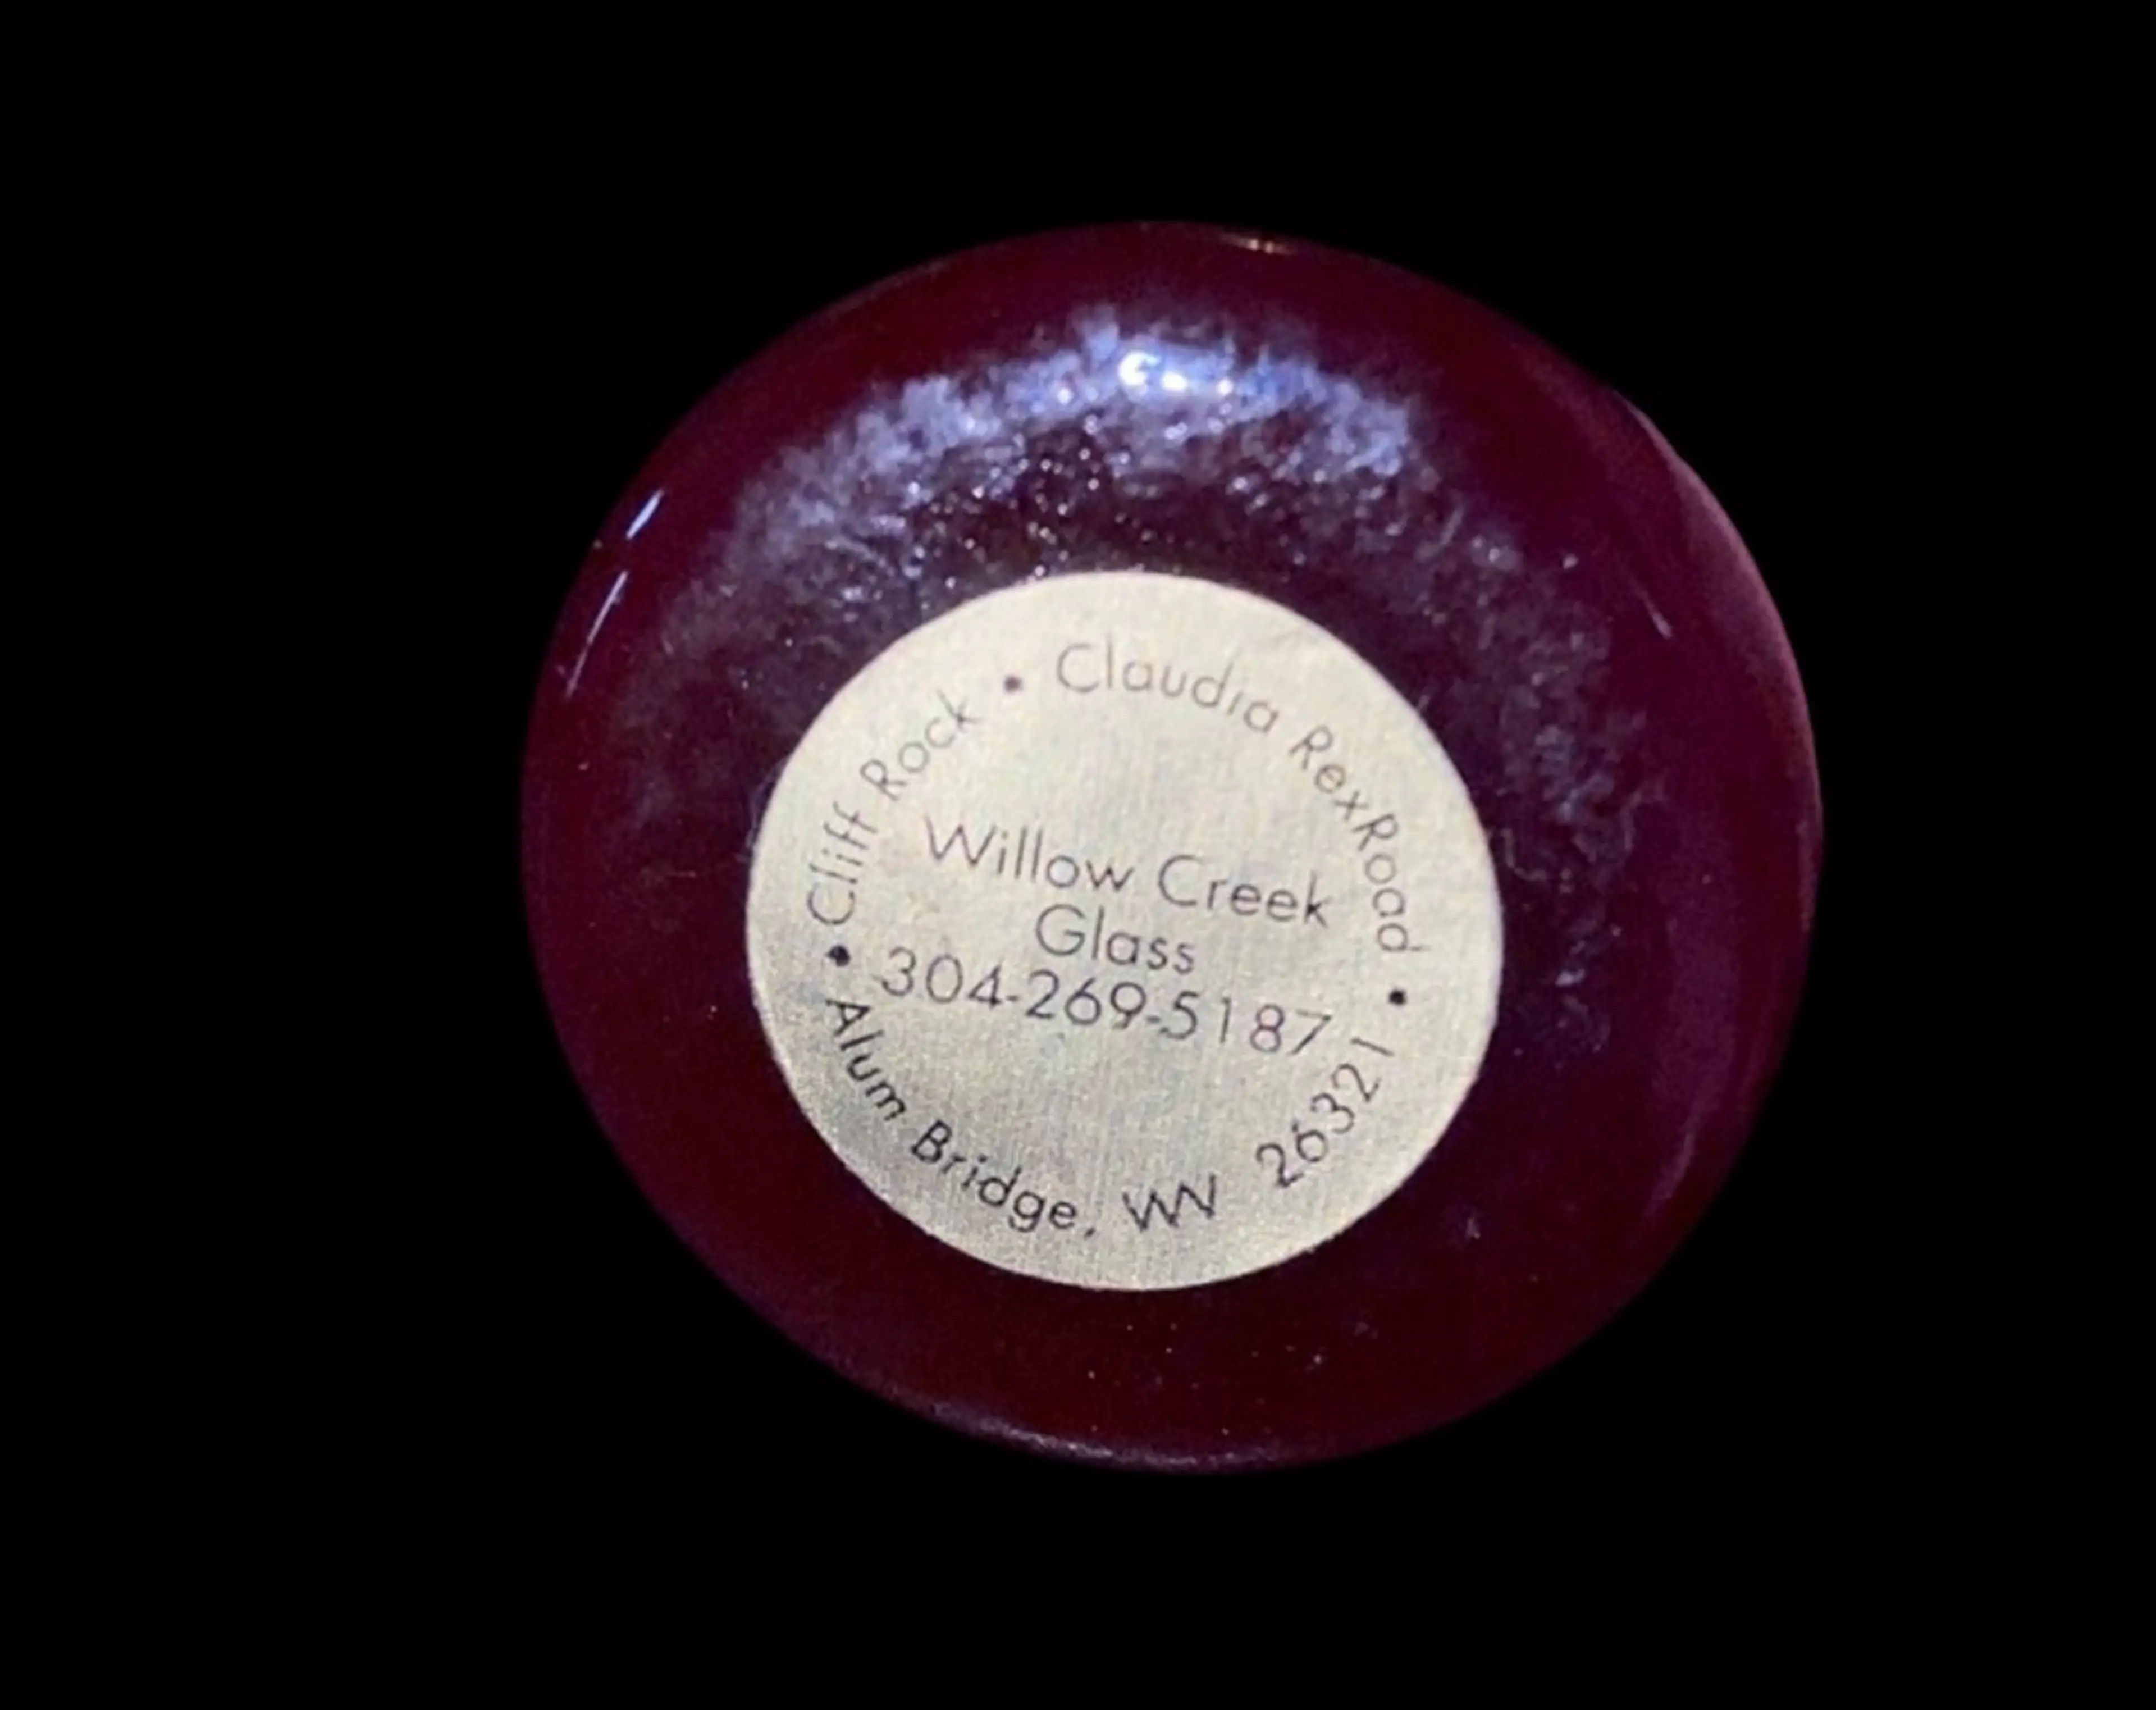 Cliff Rock • Claudia RexRoad •
Willow Creek
Glass
304-269-5187
• Alum Bridge, WV 26321